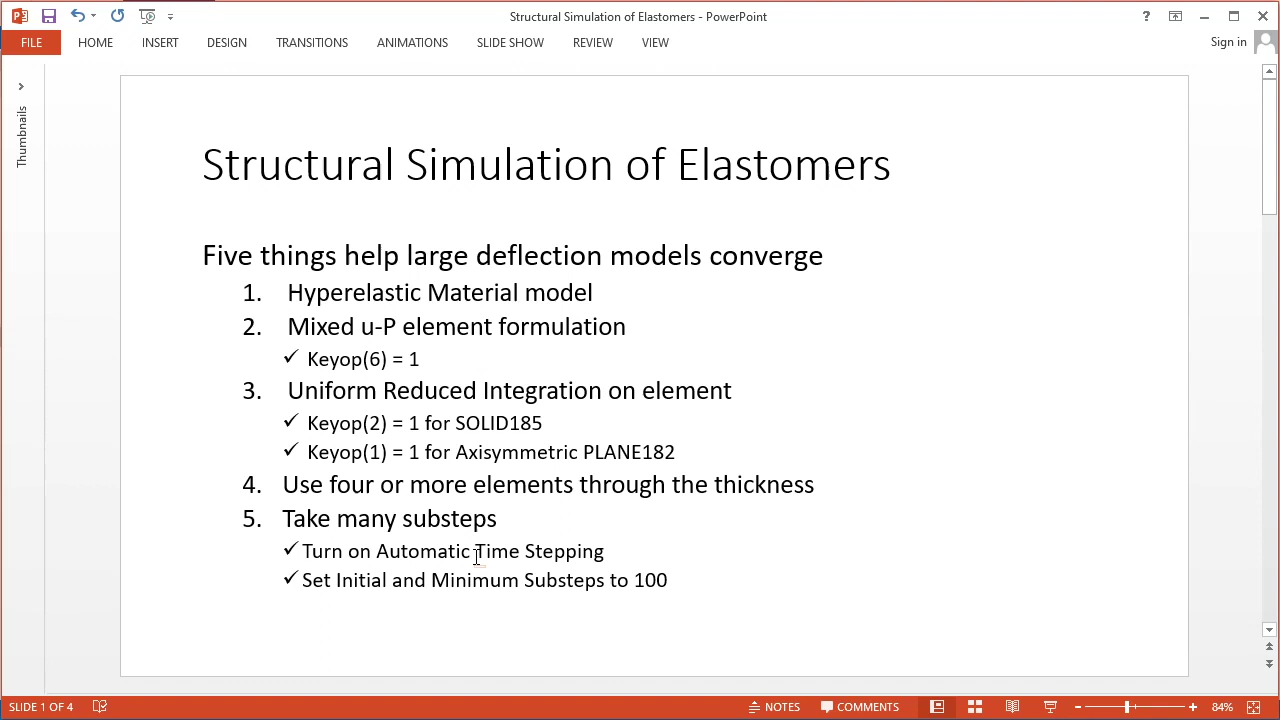 Structural Simulation of Elastomers - PowerPoint
?
FILE HOME INSERT DESIGN TRANSITIONS ANIMATIONS SLIDE SHOW REVIEW VIEW Sign in
Thumbnails
Structural Simulation of Elastomers
Five things help large deflection models converge
1. Hyperelastic Material model
2. Mixed u-P element formulation
✓ Keyop(6) = 1
3. Uniform Reduced Integration on element
✓ Keyop(2) = 1 for SOLID185
✓ Keyop(1) = 1 for Axisymmetric PLANE182
4. Use four or more elements through the thickness
5. Take many substeps
✓ Turn on Automatic Time Stepping
✓ Set Initial and Minimum Substeps to 100
SLIDE 1 OF 4 NOTES COMMENTS 84%